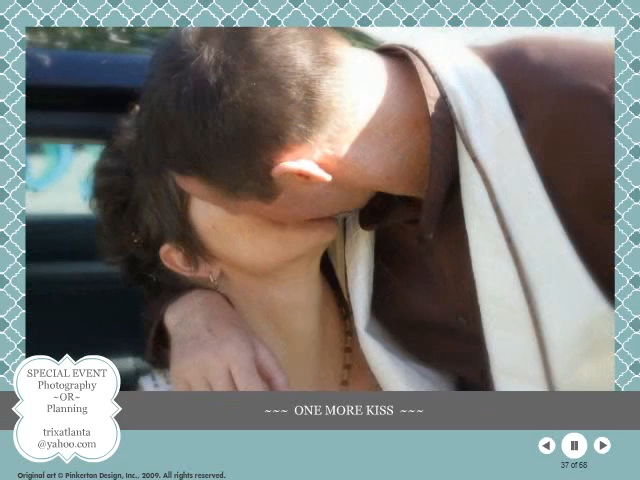 SPECIAL EVENT
Photography
~OR~
Planning
trixatlanta
@yahoo.com
~~~ ONE MORE KISS ~~~
37 of 68
Original art © Pinkerton Design, Inc., 2009. All rights reserved.